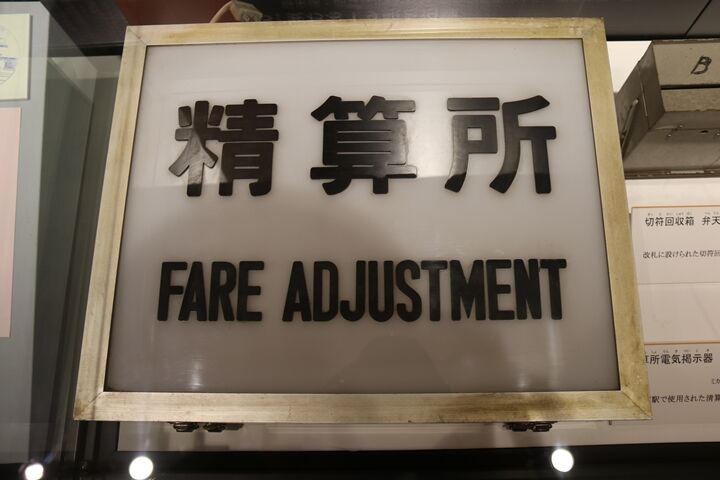 精算所
FARE ADJUSTMENT
B
切符回収箱 弁天
改札に設けられた切符回
所電気掲示器
駅で使用された清算